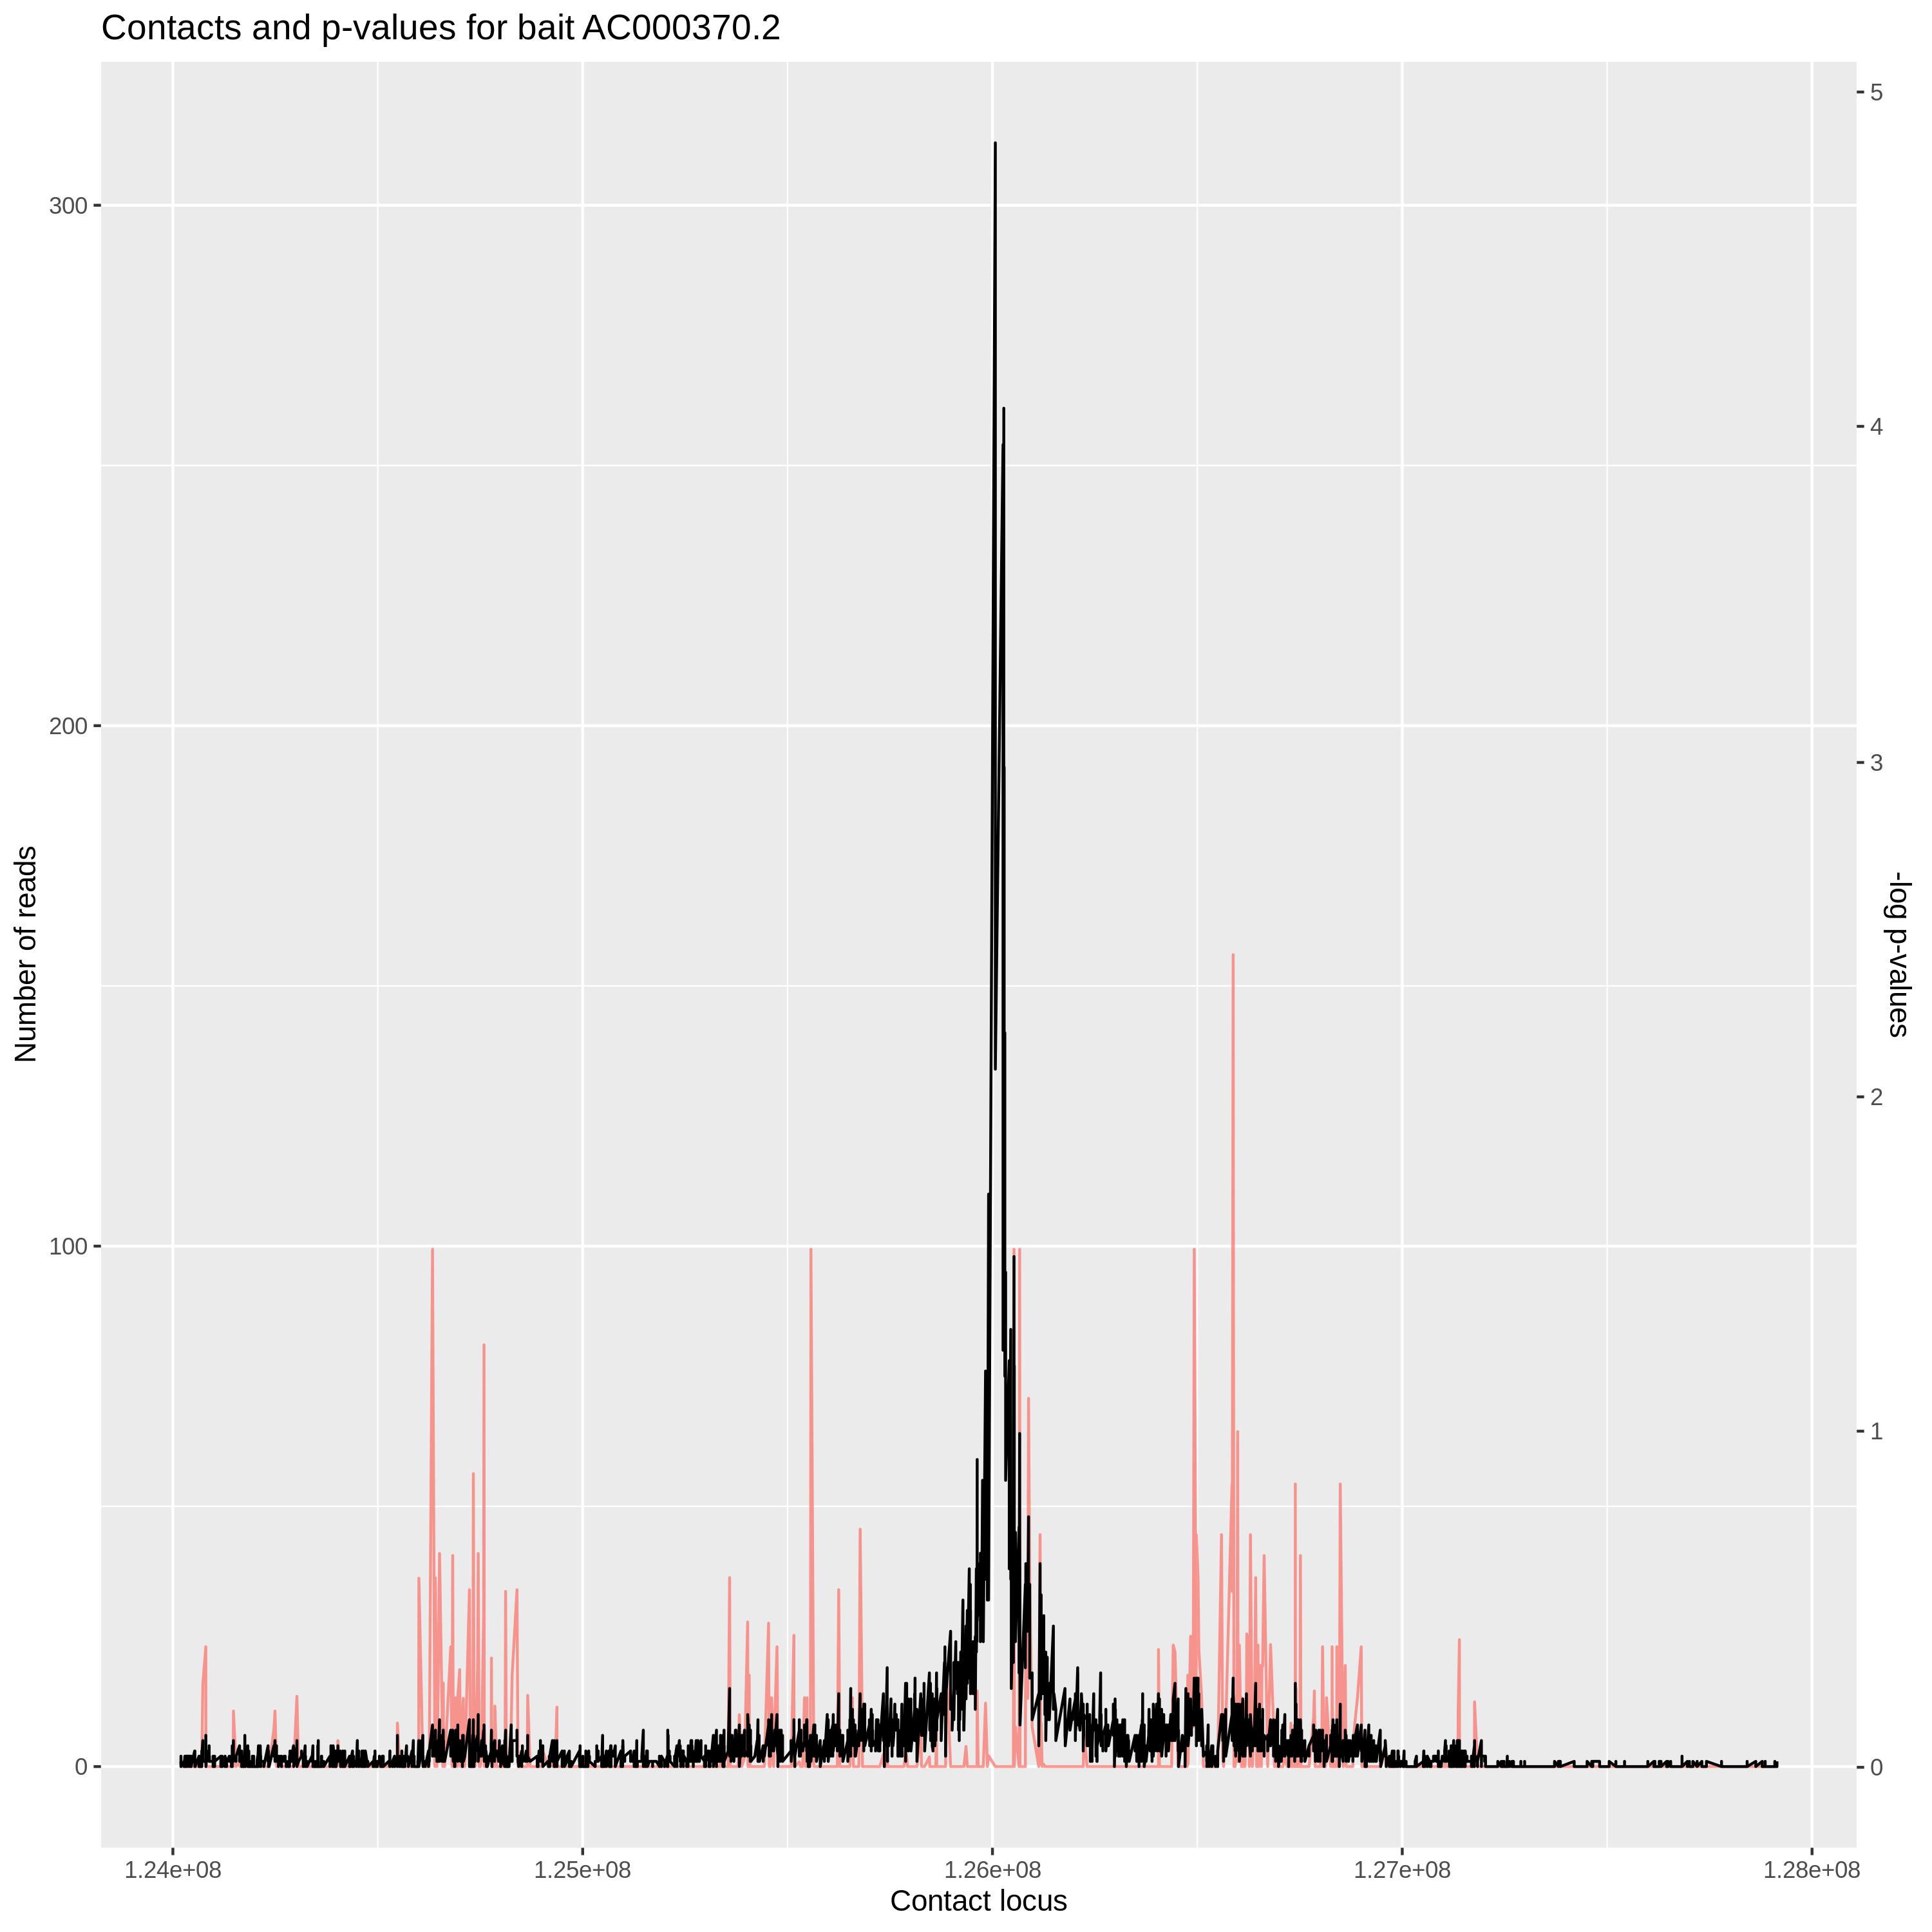 Contacts and p-values for bait AC000370.2
Number of reads
300
200
100
0
5
4
3
2
1
0
-log p-values
1.24e+08 1.25e+08 1.26e+08 1.27e+08 1.28e+08
Contact locus